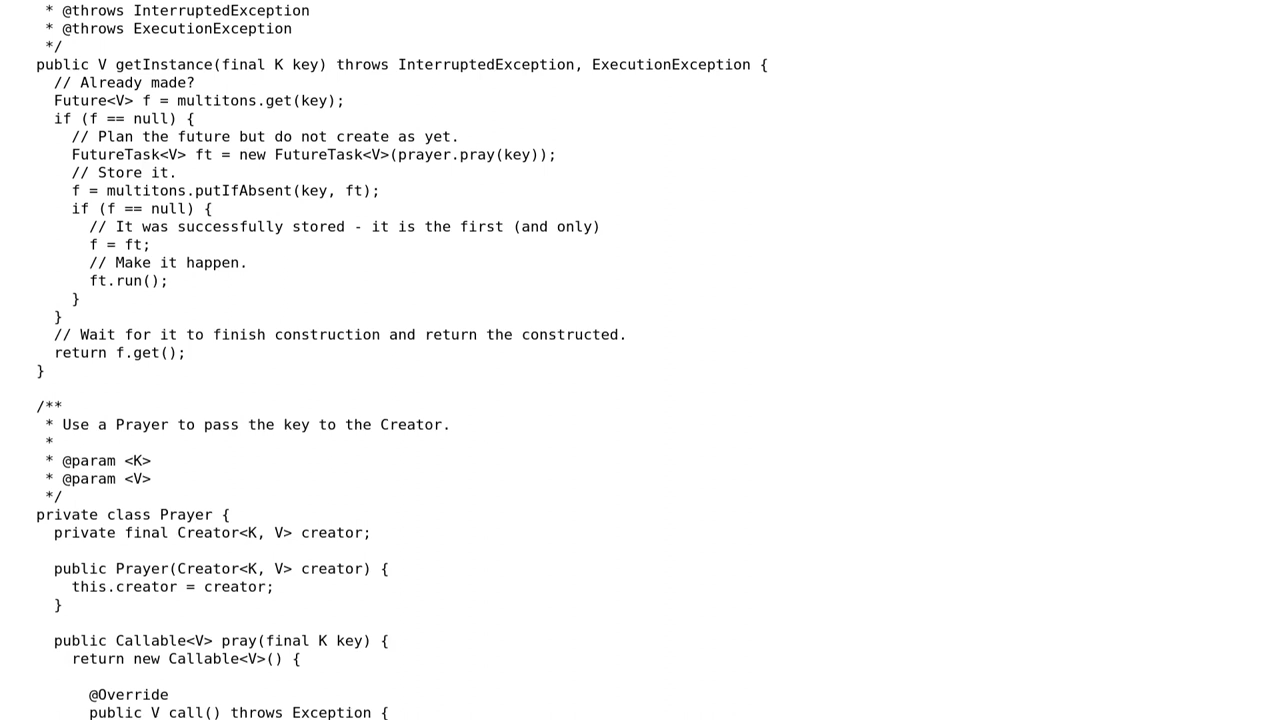 * @throws InterruptedException
* @throws ExecutionException
*/
public V getInstance(final K key) throws InterruptedException, ExecutionException {
// Already made?
Future<V> f = multitons.get(key);
if (f == null) {
// Plan the future but do not create as yet.
FutureTask<V> ft = new FutureTask<V>(prayer.pray(key));
// Store it.
f = multitons.putIfAbsent(key, ft);
if (f == null) {
// It was successfully stored - it is the first (and only)
f = ft;
// Make it happen.
ft.run();
}
}
// Wait for it to finish construction and return the constructed.
return f.get();
}
/**
* Use a Prayer to pass the key to the Creator.
*
* @param <K>
* @param <V>
*/
private class Prayer {
private final Creator<K, V> creator;
public Prayer(Creator<K, V> creator) {
this.creator = creator;
}
public Callable<V> pray(final K key) {
return new Callable<V>() {
@Override
public V call() throws Exception {